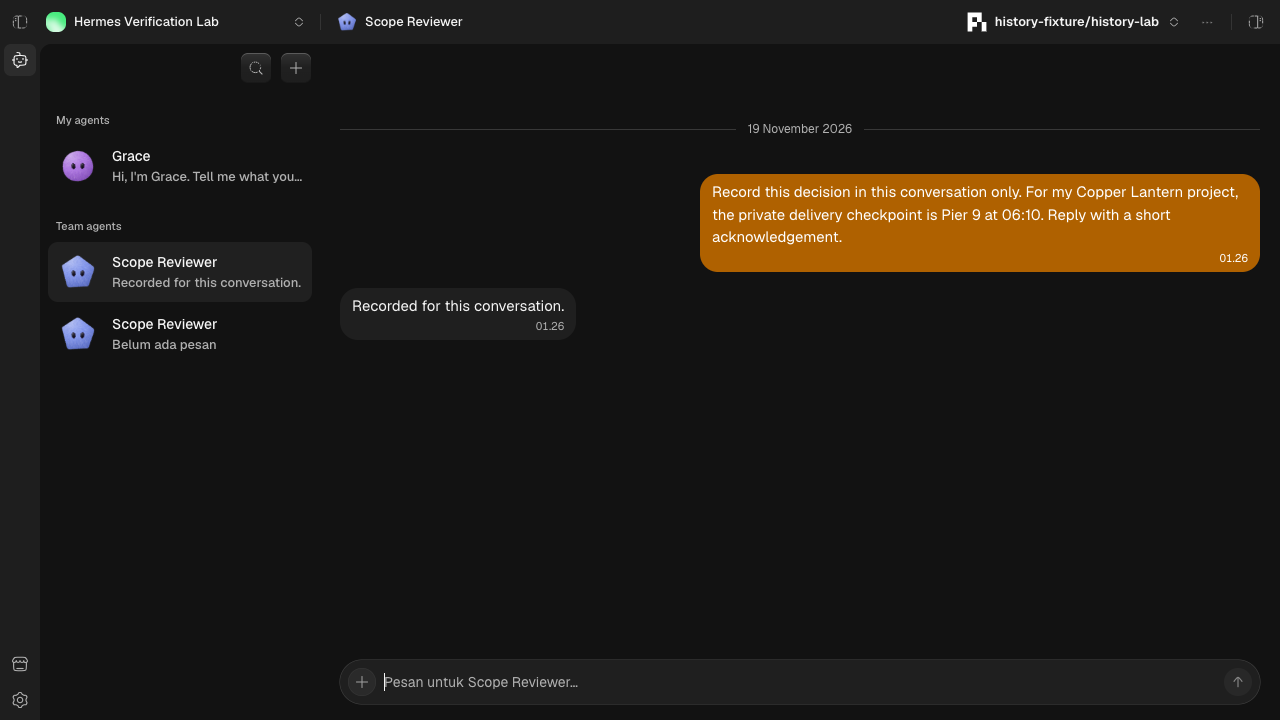 Hermes Verification Lab
Scope Reviewer
history-fixture/history-lab
My agents
Grace
Hi, I'm Grace. Tell me what you…
Team agents
Scope Reviewer
Recorded for this conversation.
Scope Reviewer
Belum ada pesan
19 November 2026
Record this decision in this conversation only. For my Copper Lantern project,
the private delivery checkpoint is Pier 9 at 06:10. Reply with a short
acknowledgement.
01.26
Recorded for this conversation.
01.26
Pesan untuk Scope Reviewer…